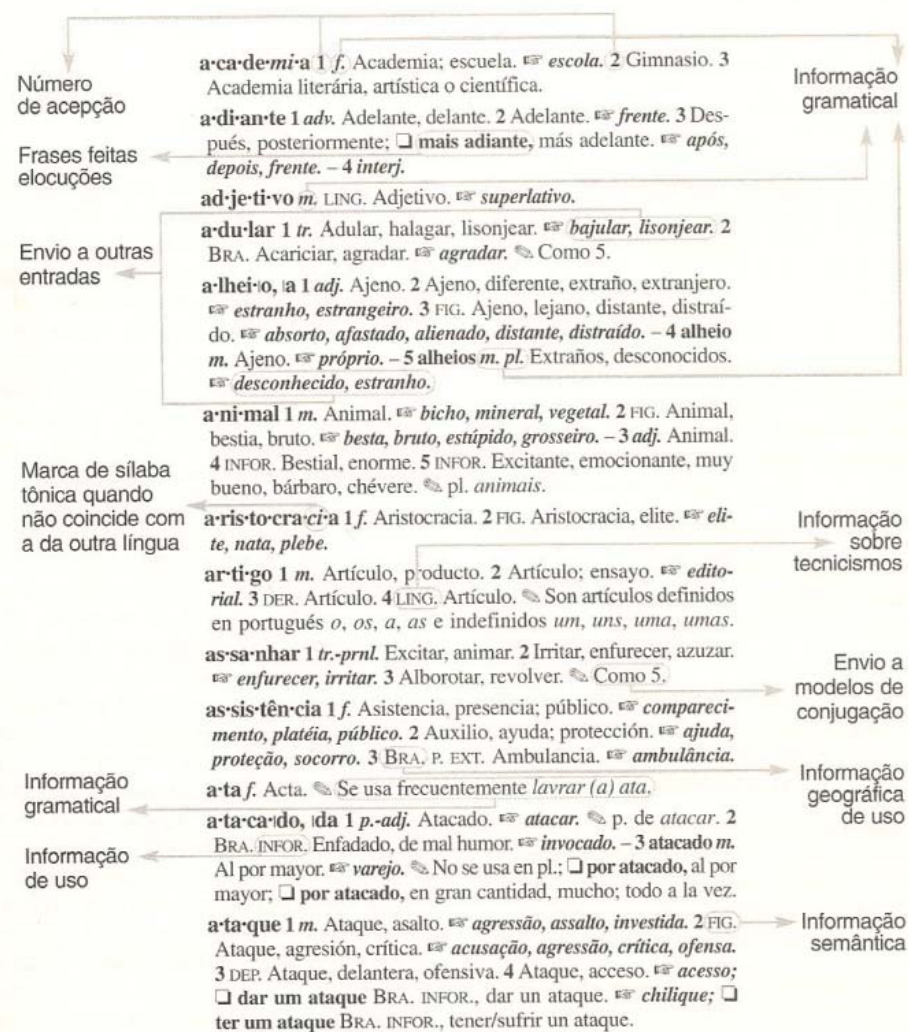 Número
de acepção
Frases feitas
elocuções
Envio a outras
entradas
Marca de sílaba
tônica quando
não coincide com
a da outra língua
Informação
gramatical
Informação
de uso
a·ca·de·mi·a 1 f. Academia; escuela. ☞ escola. 2 Gimnasio. 3
Academia literária, artística o científica.
a·di·an·te 1 adv. Adelante, delante. 2 Adelante. ☞ frente. 3 Des-
pués, posteriormente; ❏ mais adiante, más adelante. ☞ após,
depois, frente. – 4 interj.
ad·je·ti·vo m. LING. Adjetivo. ☞ superlativo.
a·du·lar 1 tr. Adular, halagar, lisonjear. ☞ bajular, lisonjear. 2
BRA. Acariciar, agradar. ☞ agradar. ✎ Como 5.
a·lhei·|o, |a 1 adj. Ajeno. 2 Ajeno, diferente, extraño, extranjero.
☞ estranho, estrangeiro. 3 FIG. Ajeno, lejano, distante, distraí-
do. ☞ absorto, afastado, alienado, distante, distraído. – 4 alheio
m. Ajeno. ☞ próprio. – 5 alheios m. pl. Extraños, desconocidos.
☞ desconhecido, estranho.
a·ni·mal 1 m. Animal. ☞ bicho, mineral, vegetal. 2 FIG. Animal,
bestia, bruto. ☞ besta, bruto, estúpido, grosseiro. – 3 adj. Animal.
4 INFOR. Bestial, enorme. 5 INFOR. Excitante, emocionante, muy
bueno, bárbaro, chévere. ✎ pl. animais.
a·ris·to·cra·ci·a 1 f. Aristocracia. 2 FIG. Aristocracia, elite. ☞ eli-
te, nata, plebe.
ar·ti·go 1 m. Artículo, producto. 2 Artículo; ensayo. ☞ edito-
rial. 3 DER. Artículo. 4 LING. Artículo. ✎ Son artículos definidos
en portugués o, os, a, as e indefinidos um, uns, uma, umas.
as·sa·nhar 1 tr.-prnl. Excitar, animar. 2 Irritar, enfurecer, azuzar.
☞ enfurecer, irritar. 3 Alborotar, revolver. ✎ Como 5.
as·sis·tên·cia 1 f. Asistencia, presencia; público. ☞ compareci-
mento, platéia, público. 2 Auxilio, ayuda; protección. ☞ ajuda,
proteção, socorro. 3 BRA. P. EXT. Ambulancia. ☞ ambulância.
a·ta f. Acta. ✎ Se usa frecuentemente lavrar (a) ata.
a·ta·ca·|do, |da 1 p.-adj. Atacado. ☞ atacar. ✎ p. de atacar. 2
BRA. INFOR. Enfadado, de mal humor. ☞ invocado. – 3 atacado m.
Al por mayor. ☞ varejo. ✎ No se usa en pl.; ❏ por atacado, al por
mayor; ❏ por atacado, en gran cantidad, mucho; todo a la vez.
a·ta·que 1 m. Ataque, asalto. ☞ agressão, assalto, investida. 2 FIG.
Ataque, agresión, crítica. ☞ acusação, agressão, crítica, ofensa.
3 DEP. Ataque, delantera, ofensiva. 4 Ataque, acceso. ☞ acesso;
❏ dar um ataque BRA. INFOR., dar un ataque. ☞ chilique; ❏
ter um ataque BRA. INFOR., tener/sufrir un ataque.
Informação
gramatical
Informação
sobre
tecnicismos
Envio a
modelos de
conjugação
Informação
geográfica
de uso
Informação
semântica